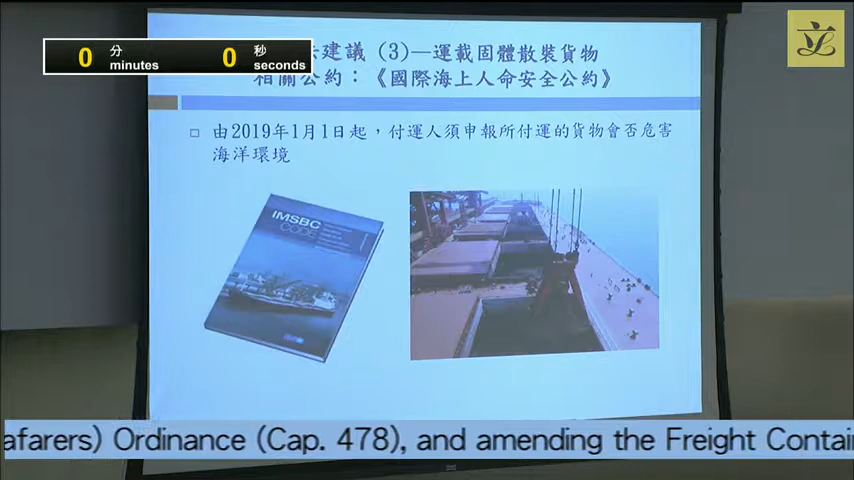 0 分 minutes 0 秒 seconds
建議 (3)—運載固體散裝貨物
相關公約：《國際海上人命安全公約》
由2019年1月1日起，付運人須申報所付運的貨物會否危害
海洋環境
IMSBC
CODE
afarers) Ordinance (Cap. 478), and amending the Freight Contai